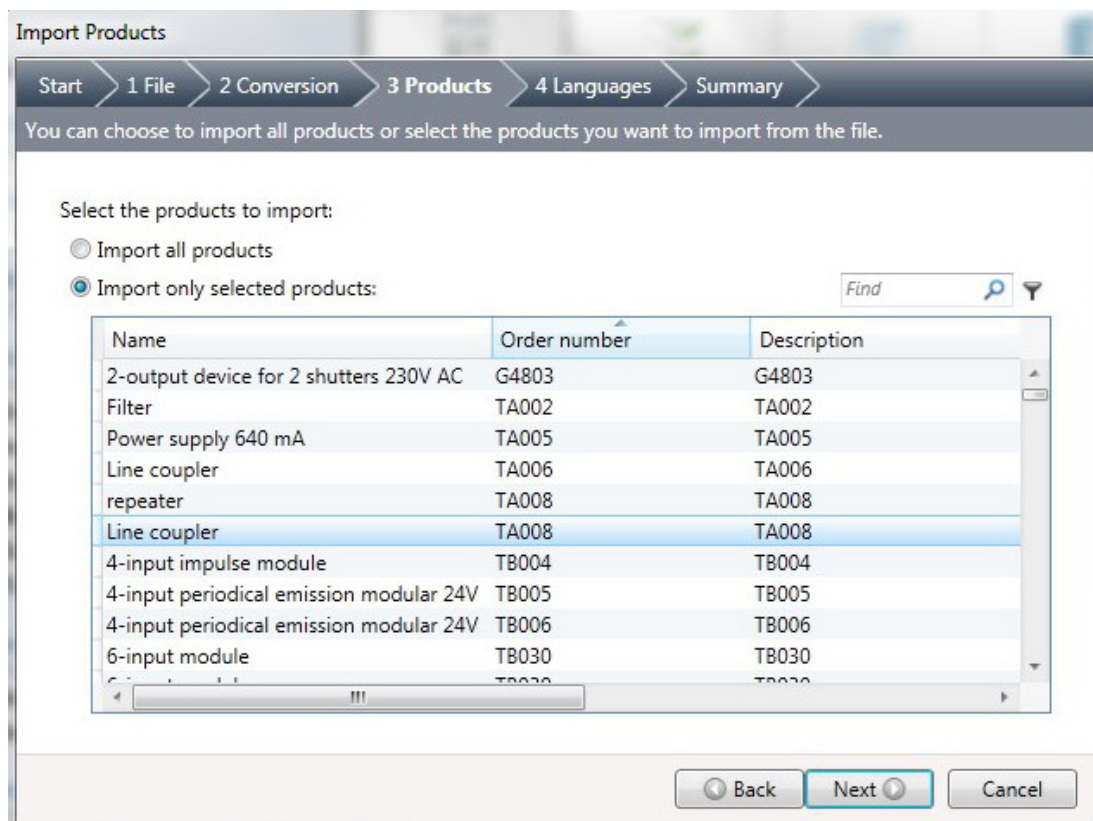 Import Products
Start 1 File 2 Conversion 3 Products 4 Languages Summary
You can choose to import all products or select the products you want to import from the file.
Select the products to import:
Import all products
Import only selected products: Find
Name Order number Description
2-output device for 2 shutters 230V AC G4803 G4803
Filter TA002 TA002
Power supply 640 mA TA005 TA005
Line coupler TA006 TA006
repeater TA008 TA008
Line coupler TA008 TA008
4-input impulse module TB004 TB004
4-input periodical emission modular 24V TB005 TB005
4-input periodical emission modular 24V TB006 TB006
6-input module TB030 TB030
Back Next Cancel